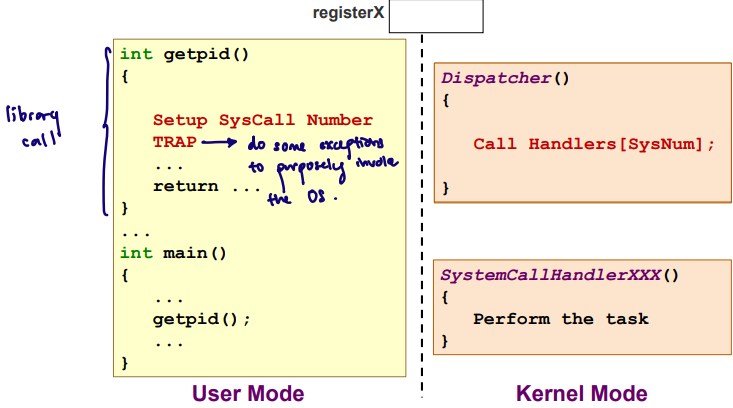 registerX
int getpid()
{
Setup SysCall Number
TRAP → do some exceptions
... to purposely invoke
return ... the OS.
}
...
int main()
{
...
getpid();
...
}
library
call
User Mode
Dispatcher()
{
Call Handlers[SysNum];
}
SystemCallHandlerXXX()
{
Perform the task
}
Kernel Mode